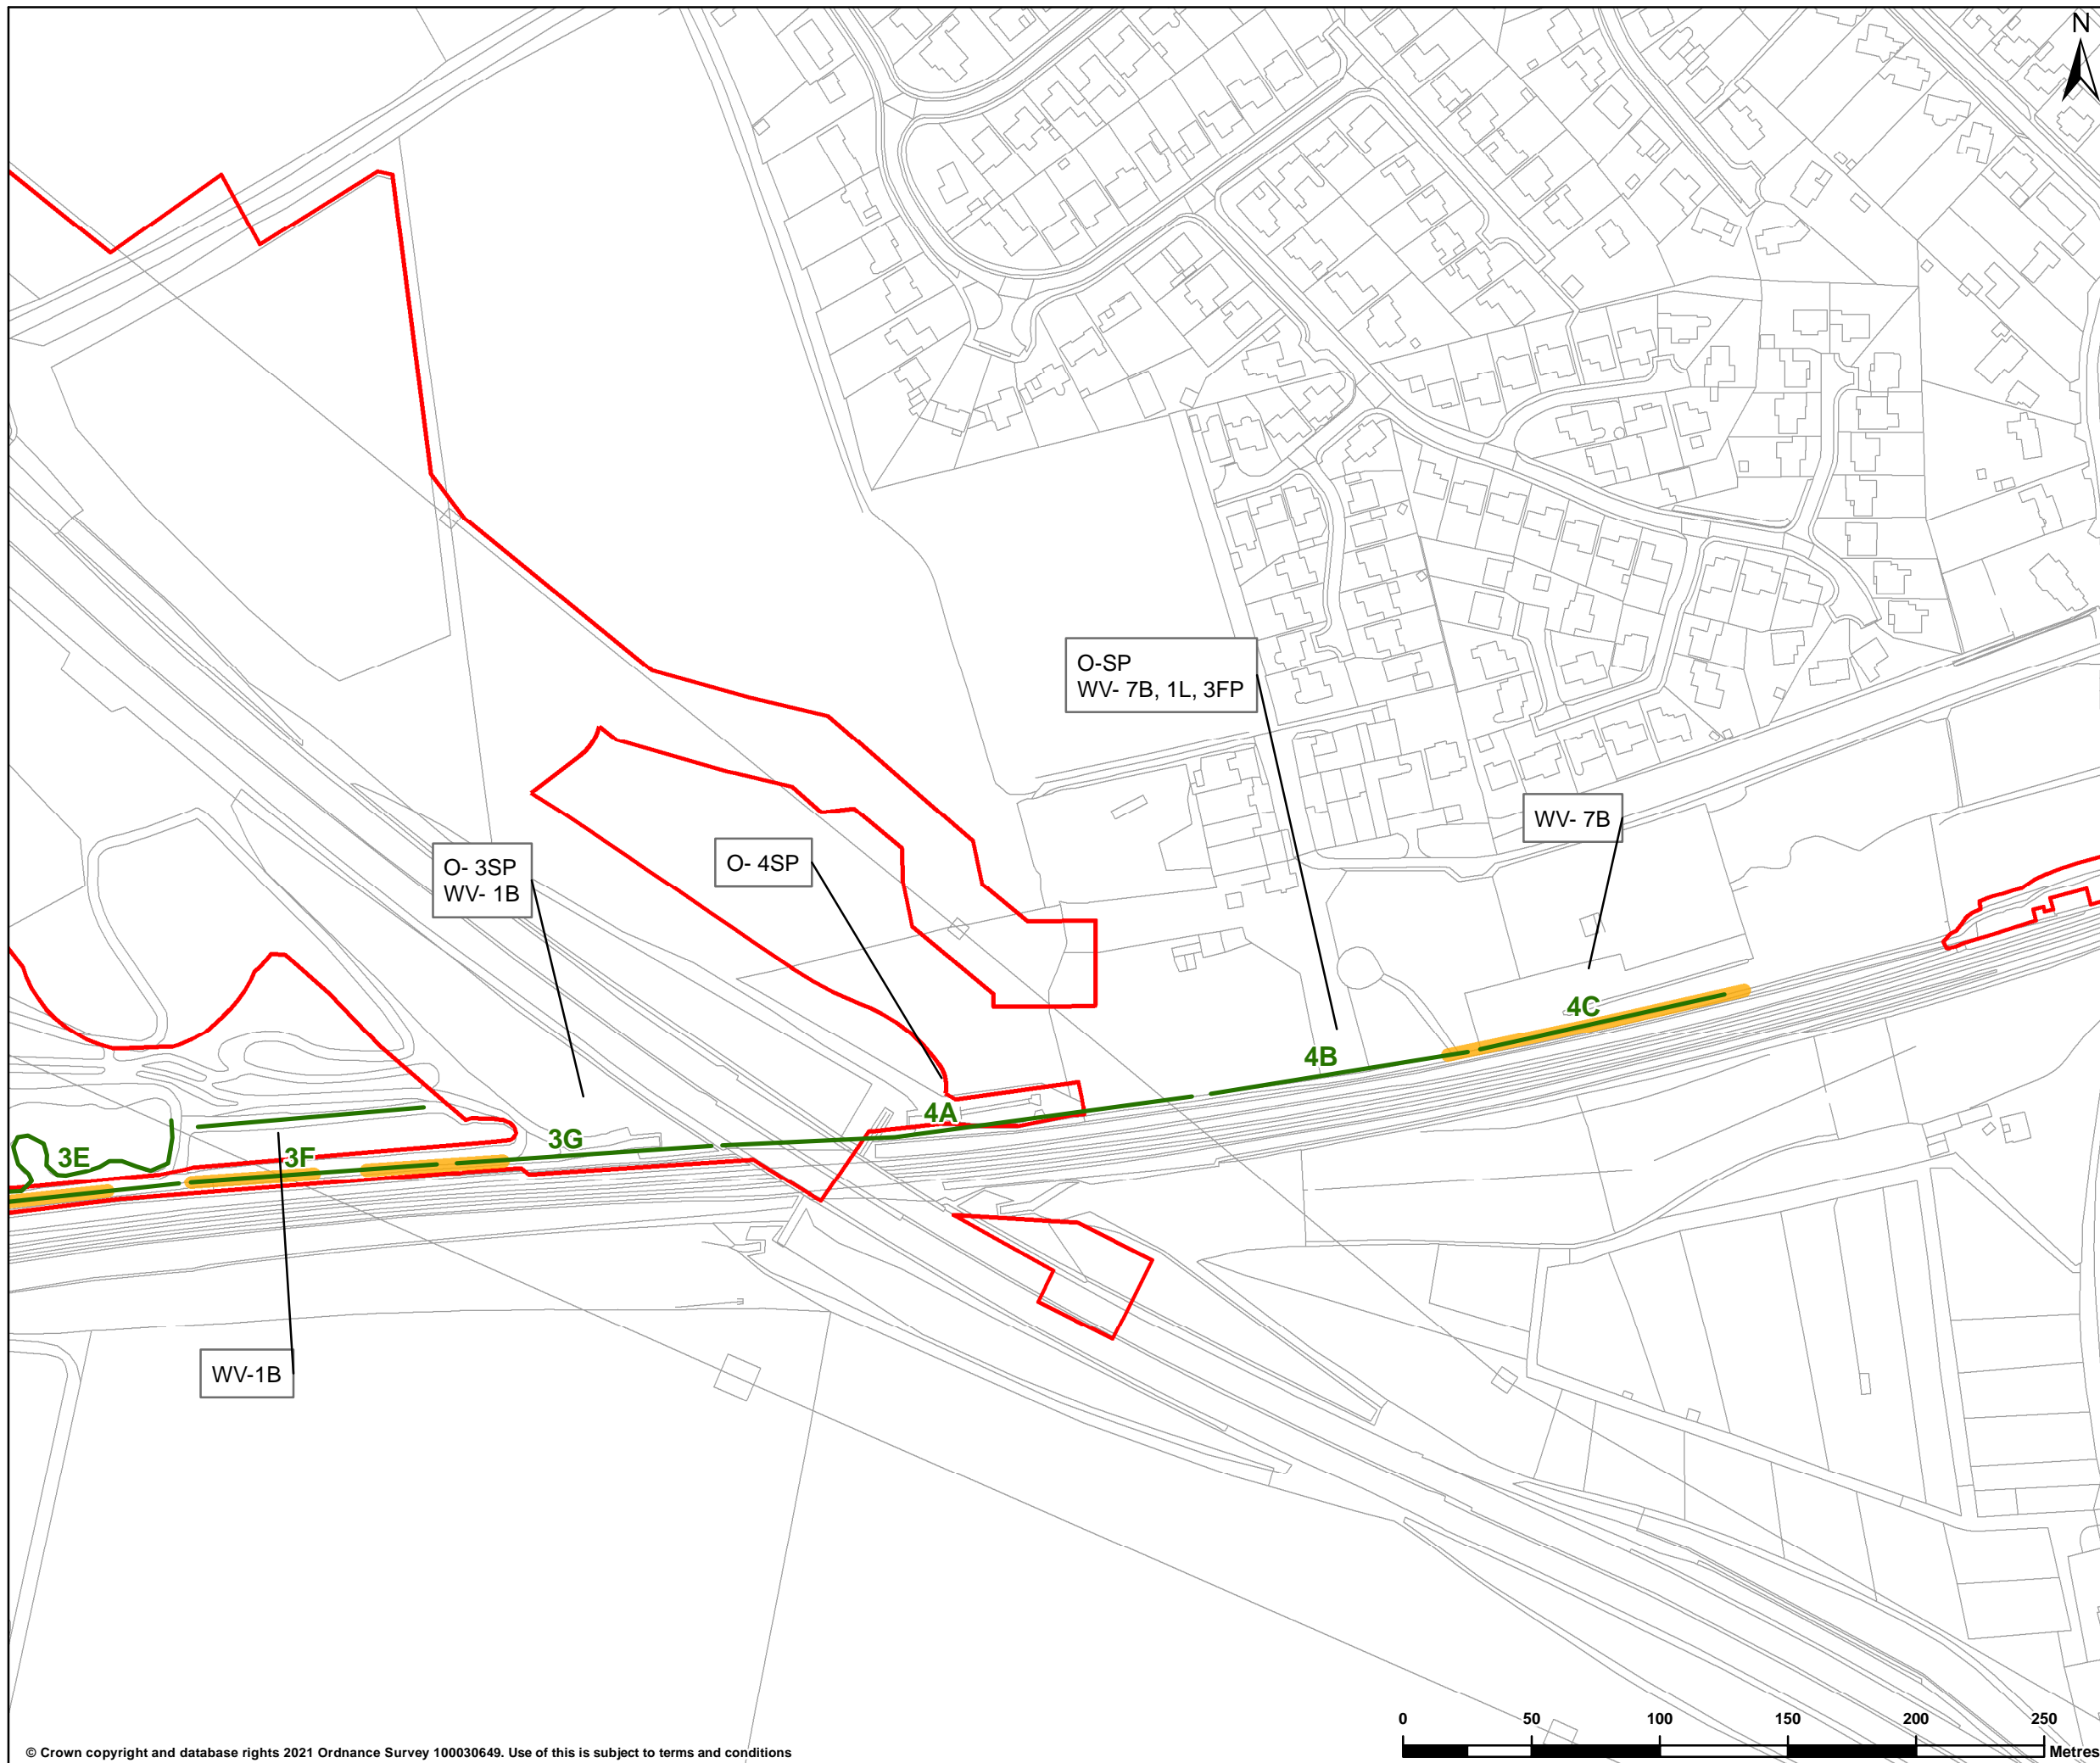 N
O-SP
WV- 7B, 1L, 3FP
WV- 7B
O- 3SP
WV- 1B
O- 4SP
4C
4B
4A
3G
3F
3E
WV-1B
0 50 100 150 200 250
Metres
© Crown copyright and database rights 2021 Ordnance Survey 100030649. Use of this is subject to terms and conditions